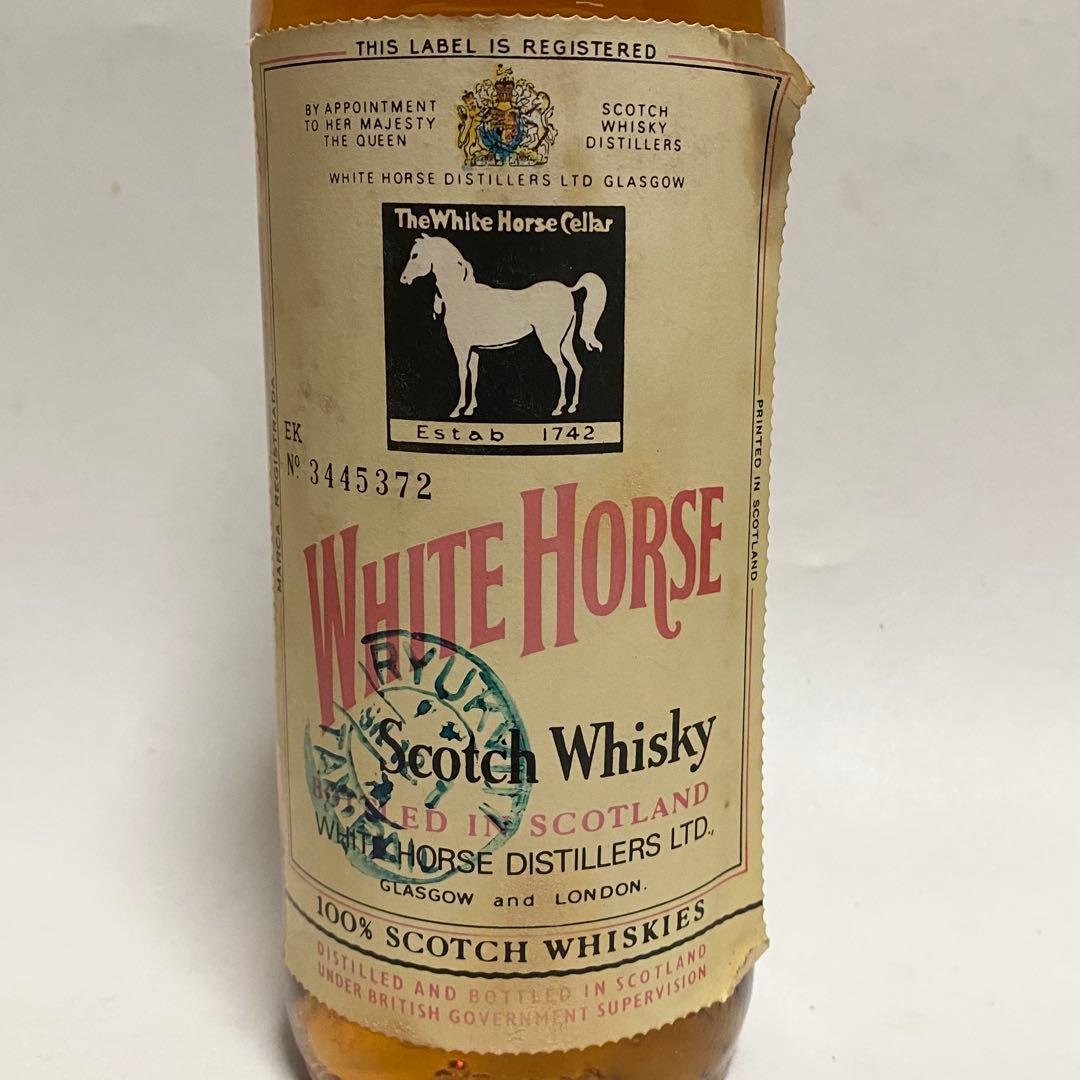 THIS LABEL IS REGISTERED
BY APPOINTMENT
TO HER MAJESTY
THE QUEEN
SCOTCH
WHISKY
DISTILLERS
WHITE HORSE DISTILLERS LTD GLASGOW
The White Horse Cellar
Estab 1742
EK
Nº 3445372
MARCA REGISTRADA
PRINTED IN SCOTLAND
WHITE HORSE
Scotch Whisky
BOTTLED IN SCOTLAND
WHITE HORSE DISTILLERS LTD.,
GLASGOW and LONDON.
100% SCOTCH WHISKIES
DISTILLED AND BOTTLED IN SCOTLAND
UNDER BRITISH GOVERNMENT SUPERVISION